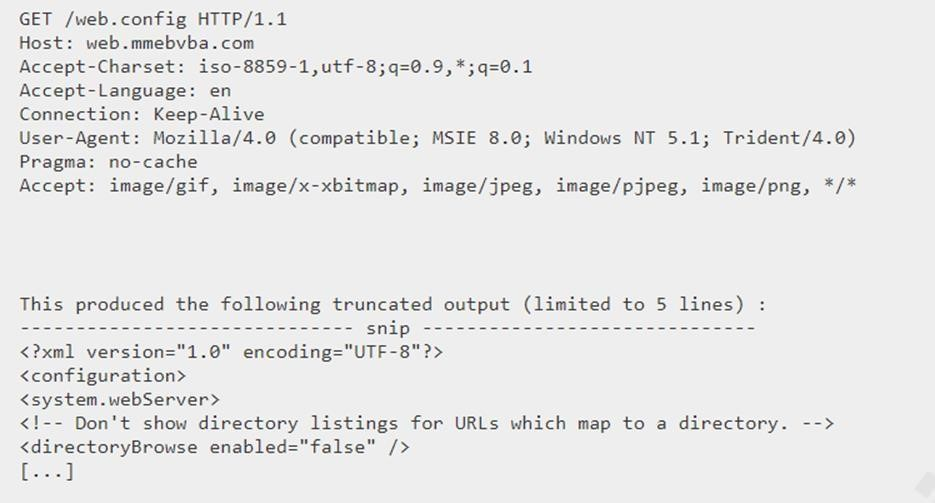 GET /web.config HTTP/1.1
Host: web.mmebvba.com
Accept-Charset: iso-8859-1,utf-8;q=0.9,*;q=0.1
Accept-Language: en
Connection: Keep-Alive
User-Agent: Mozilla/4.0 (compatible; MSIE 8.0; Windows NT 5.1; Trident/4.0)
Pragma: no-cache
Accept: image/gif, image/x-xbitmap, image/jpeg, image/pjpeg, image/png, */*
This produced the following truncated output (limited to 5 lines) :
------------------------------ snip ------------------------------
<?xml version="1.0" encoding="UTF-8"?>
<configuration>
<system.webServer>
<!-- Don't show directory listings for URLs which map to a directory. -->
<directoryBrowse enabled="false" />
[...]